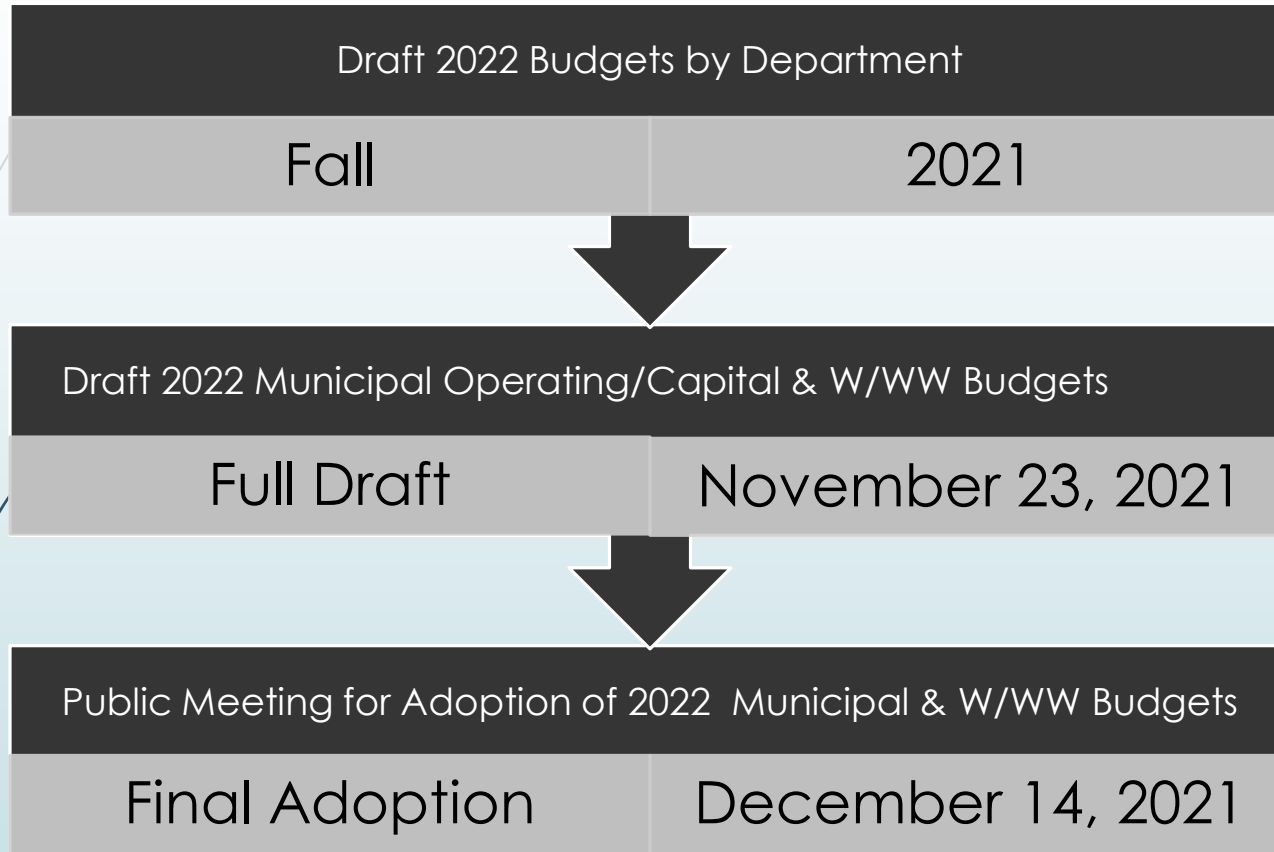 Draft 2022 Budgets by Department
Fall 2021
Draft 2022 Municipal Operating/Capital & W/WW Budgets
Full Draft November 23, 2021
Public Meeting for Adoption of 2022 Municipal & W/WW Budgets
Final Adoption December 14, 2021